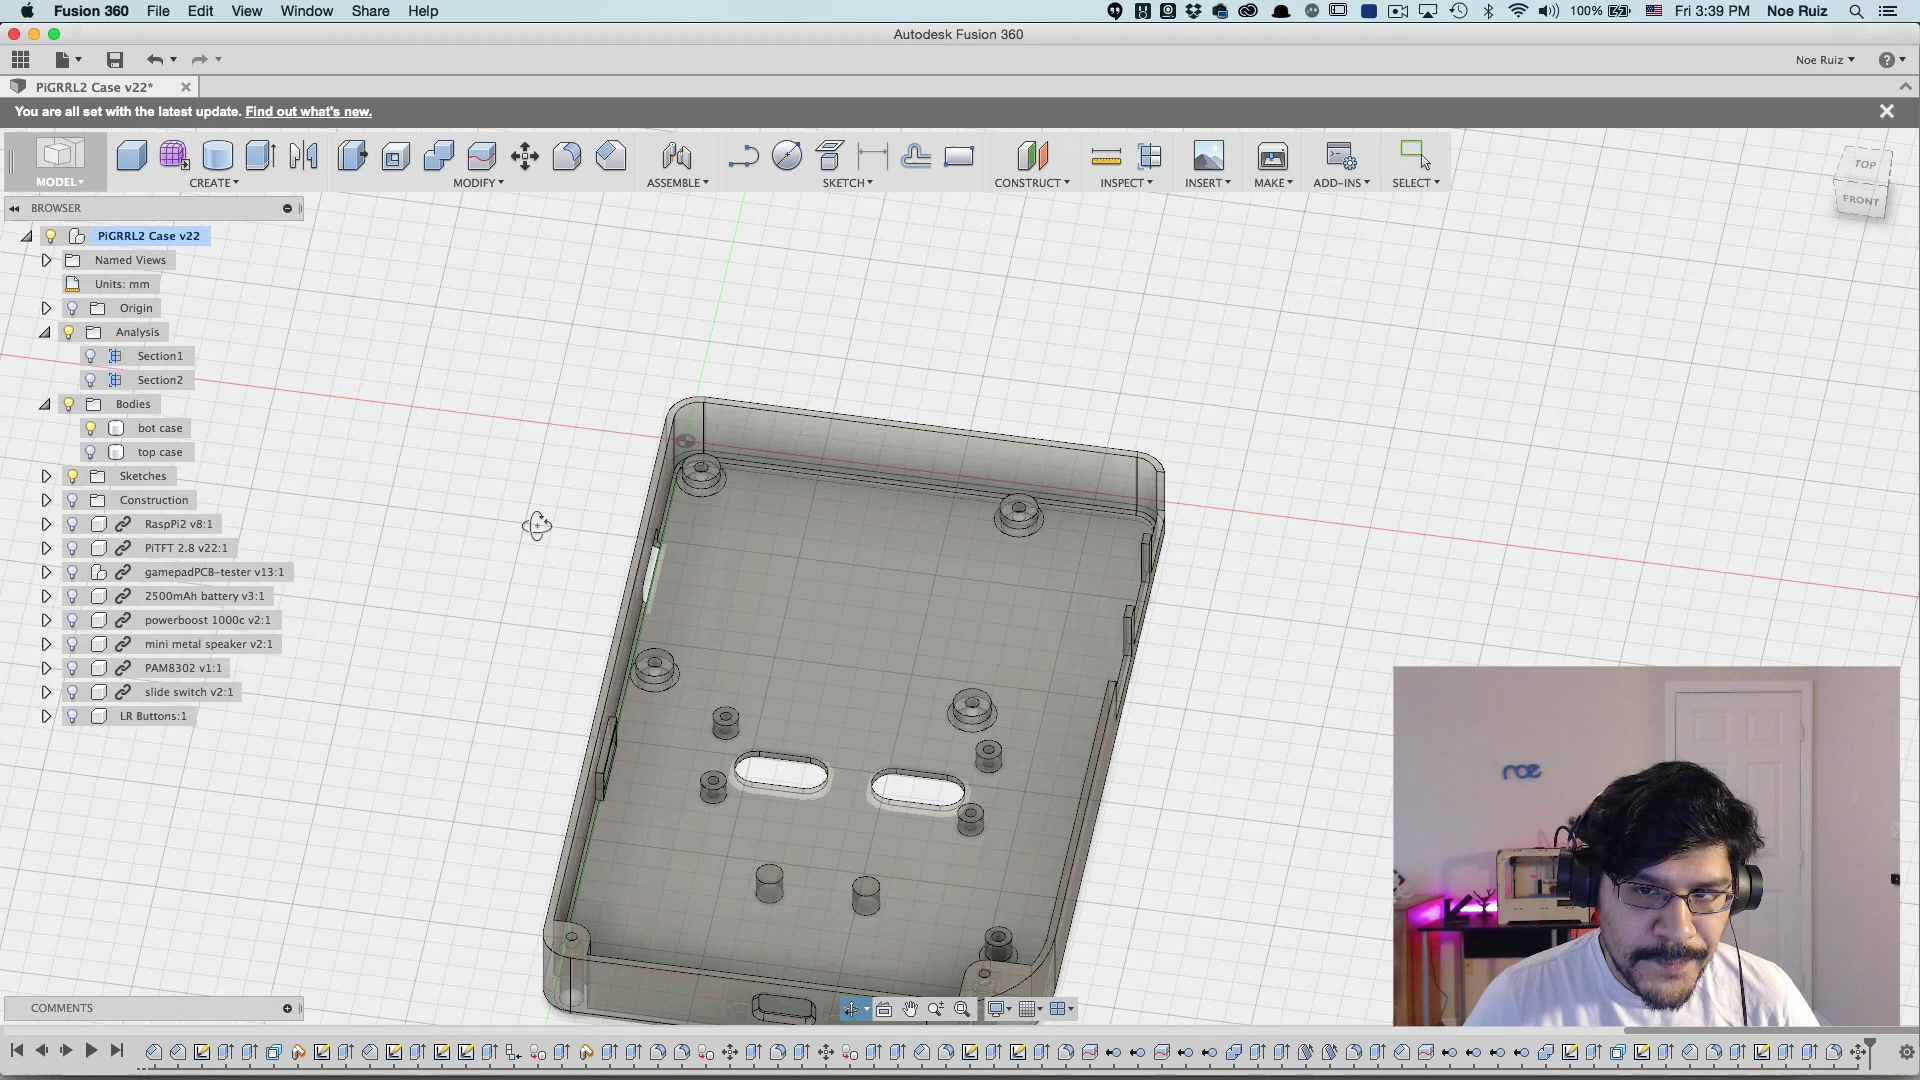 Fusion 360 File Edit View Window Share Help
100% Fri 3:39 PM Noe Ruiz
Autodesk Fusion 360
Noe Ruiz
PiGRRL2 Case v22*
You are all set with the latest update. Find out what's new.
MODEL CREATE MODIFY ASSEMBLE SKETCH CONSTRUCT INSPECT INSERT MAKE ADD-INS SELECT
TOP
FRONT
BROWSER
PiGRRL2 Case v22
Named Views
Units: mm
Origin
Analysis
Section1
Section2
Bodies
bot case
top case
Sketches
Construction
RaspPi2 v8:1
PiTFT 2.8 v22:1
gamepadPCB-tester v13:1
2500mAh battery v3:1
powerboost 1000c v2:1
mini metal speaker v2:1
PAM8302 v1:1
slide switch v2:1
LR Buttons:1
noe
COMMENTS